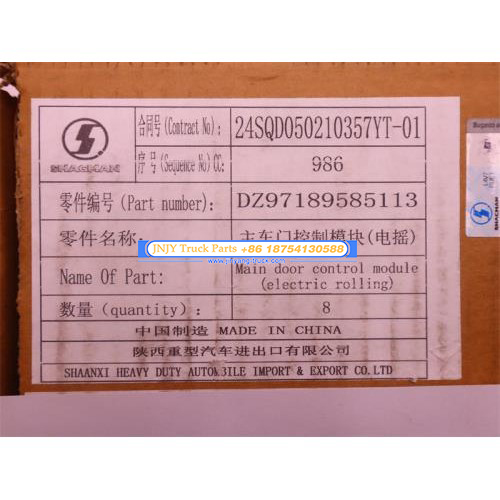 SHACMAN
合同号(Contract No):
24SQD050210357YT-01
序号(Sequence No)CC:
986
零件编号(Part number):
DZ97189585113
零件名称:
主车门控制模块(电摇)
JNJY Truck Parts +86 18754130588
Name Of Part:
Main door control module
(electric rolling)
数量(quantity):
8
中国制造 MADE IN CHINA
陕西重型汽车进出口有限公司
SHAANXI HEAVY DUTY AUTOMOBILE IMPORT & EXPORT CO.LTD
SHACMAN